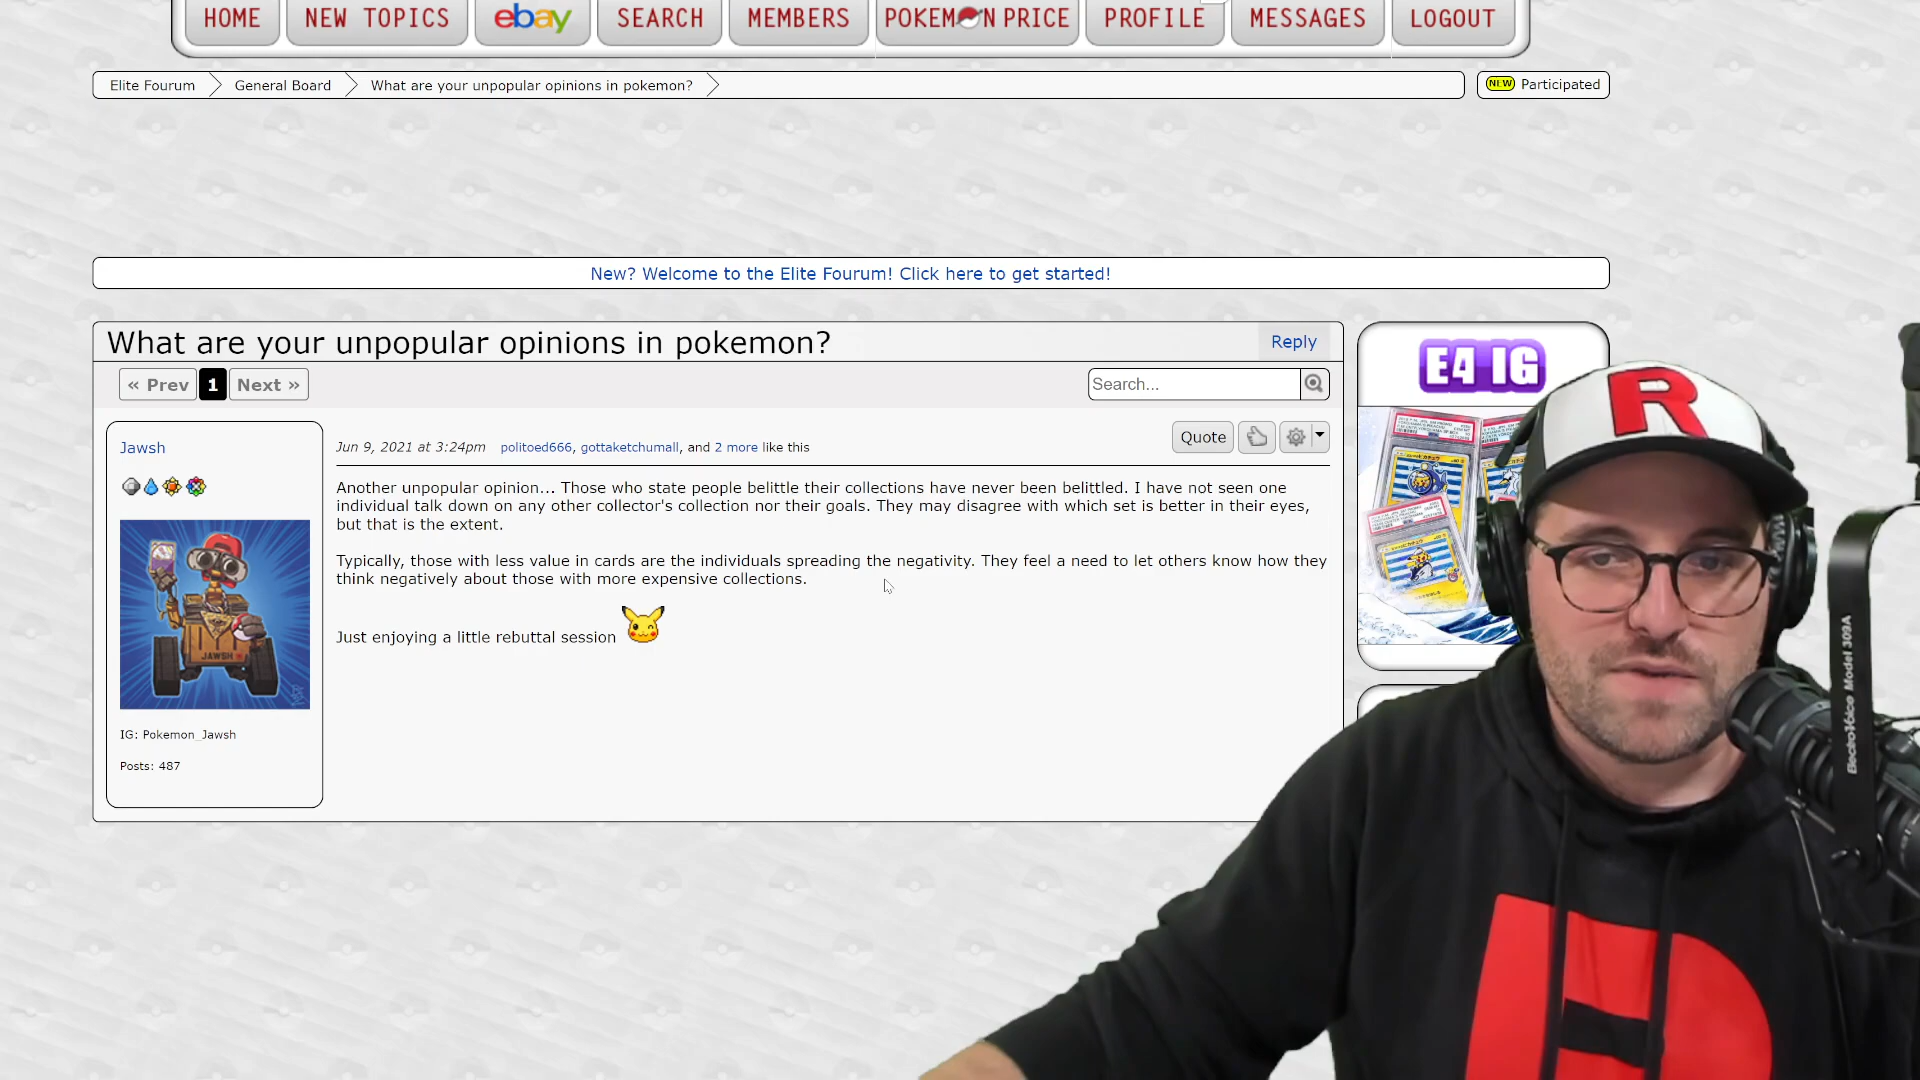 HOME NEW TOPICS ebay SEARCH MEMBERS POKEMON PRICE PROFILE MESSAGES LOGOUT
Elite Fourum General Board What are your unpopular opinions in pokemon? NEW Participated
New? Welcome to the Elite Fourum! Click here to get started!
What are your unpopular opinions in pokemon? Reply
« Prev 1 Next » Search...
E4 IG
Jawsh
Jun 9, 2021 at 3:24pm politoed666, gottaketchumall, and 2 more like this
Quote
Another unpopular opinion... Those who state people belittle their collections have never been belittled. I have not seen one
individual talk down on any other collector's collection nor their goals. They may disagree with which set is better in their eyes,
but that is the extent.
Typically, those with less value in cards are the individuals spreading the negativity. They feel a need to let others know how they
think negatively about those with more expensive collections.
Just enjoying a little rebuttal session
JAWSH
IG: Pokemon_Jawsh
Posts: 487
R
ElectroVoice Model 309A
R